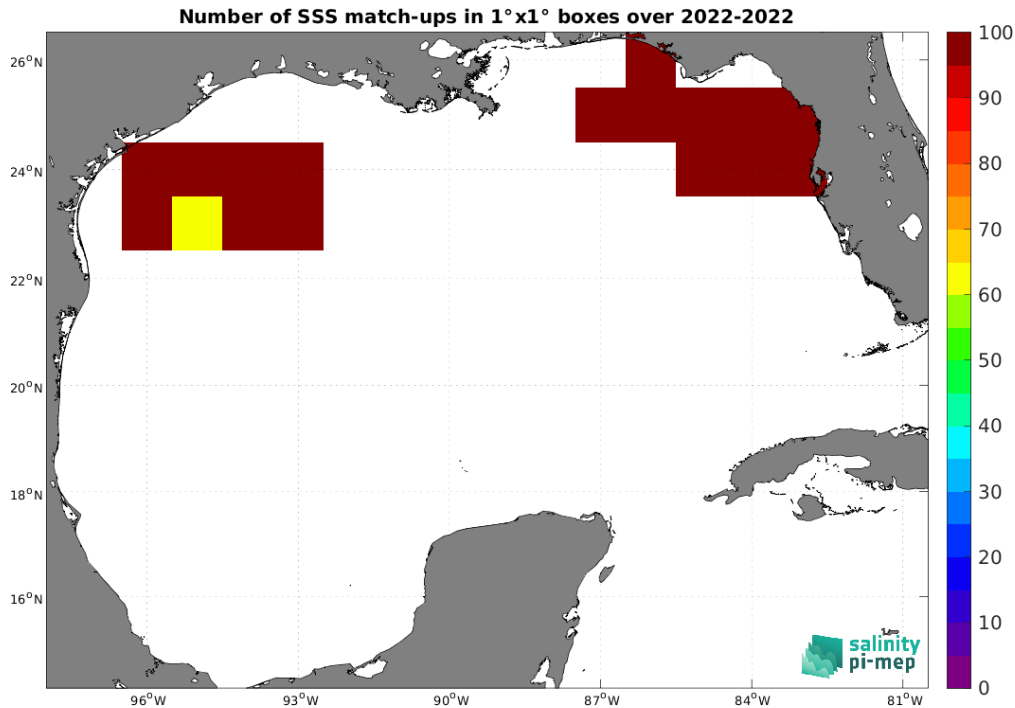 Number of SSS match-ups in 1°x1° boxes over 2022-2022
26°N
24°N
22°N
20°N
18°N
16°N
96°W
93°W
90°W
87°W
84°W
81°W
100
90
80
70
60
50
40
30
20
10
0
salinity
pi-mep